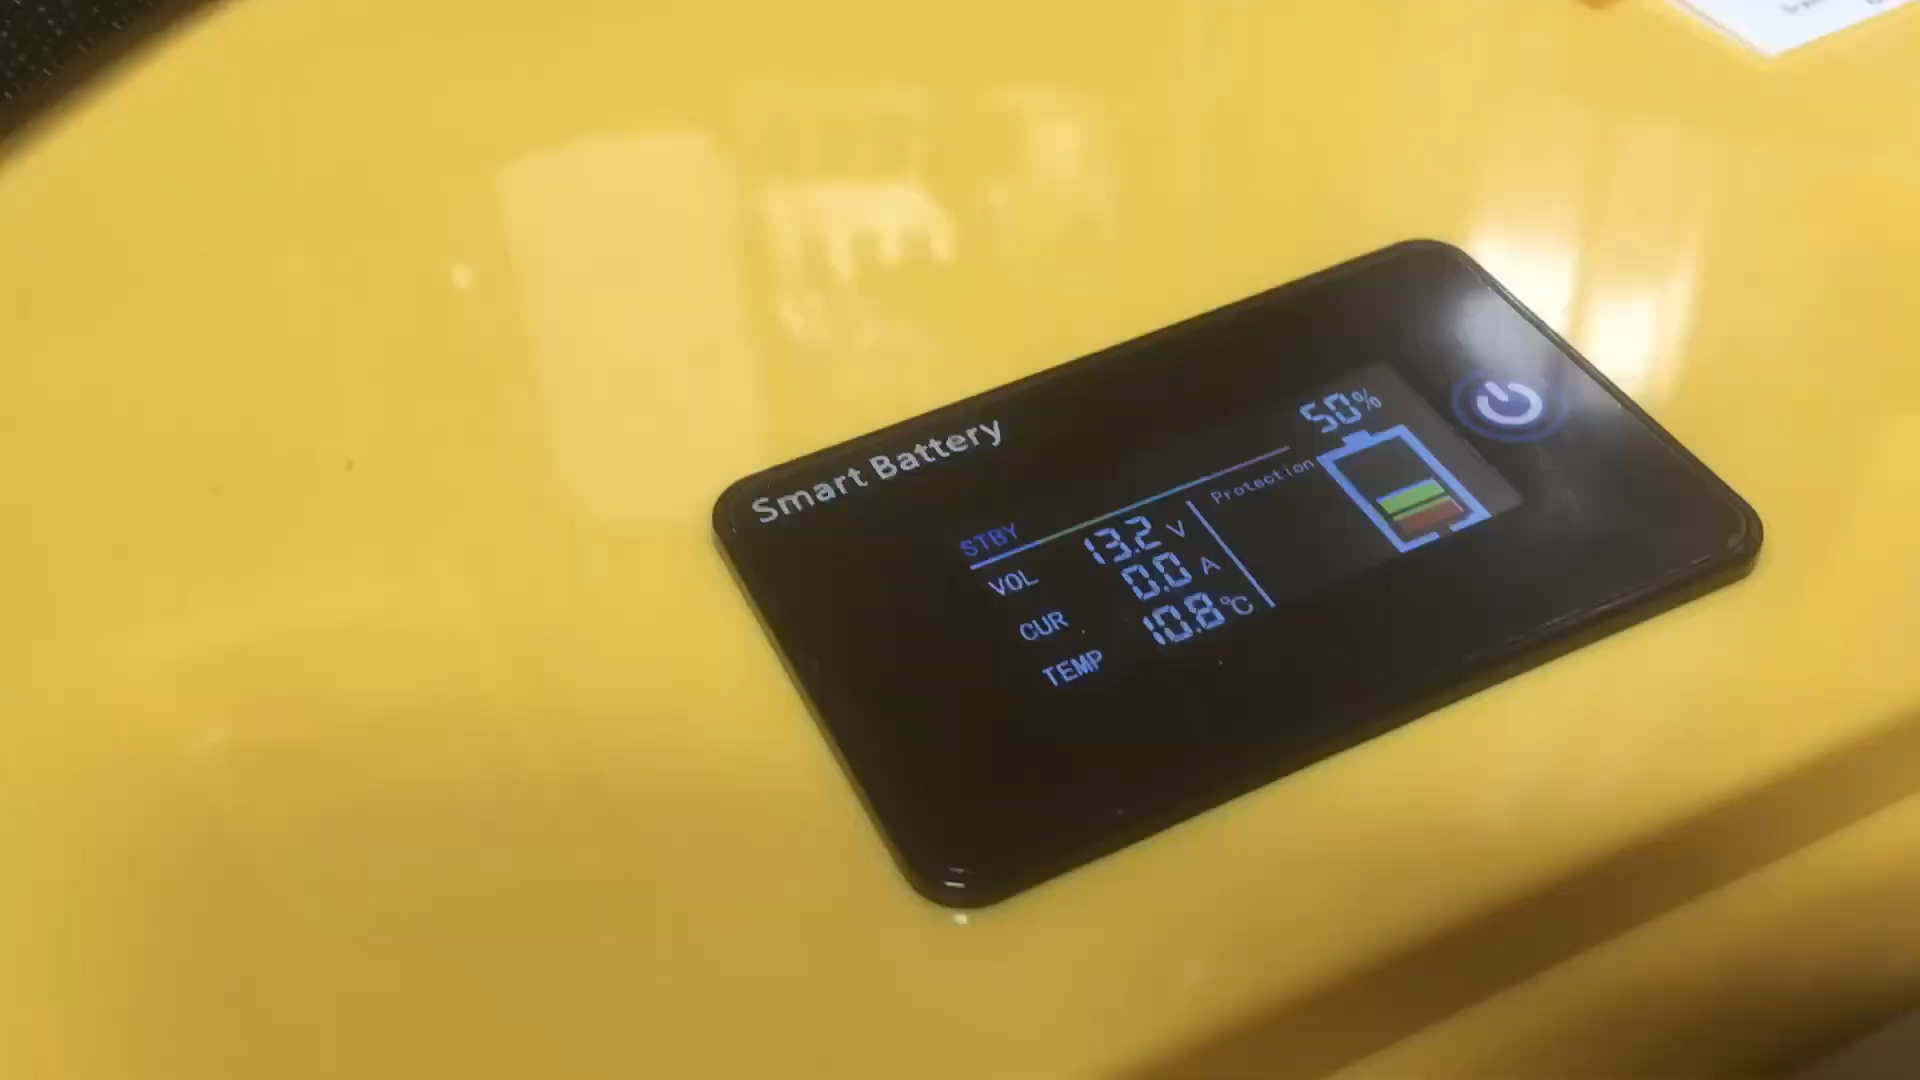 Smart Battery
50%
STBY
Protection
VOL 13.2 V
CUR 0.0 A
TEMP 10.8 °C